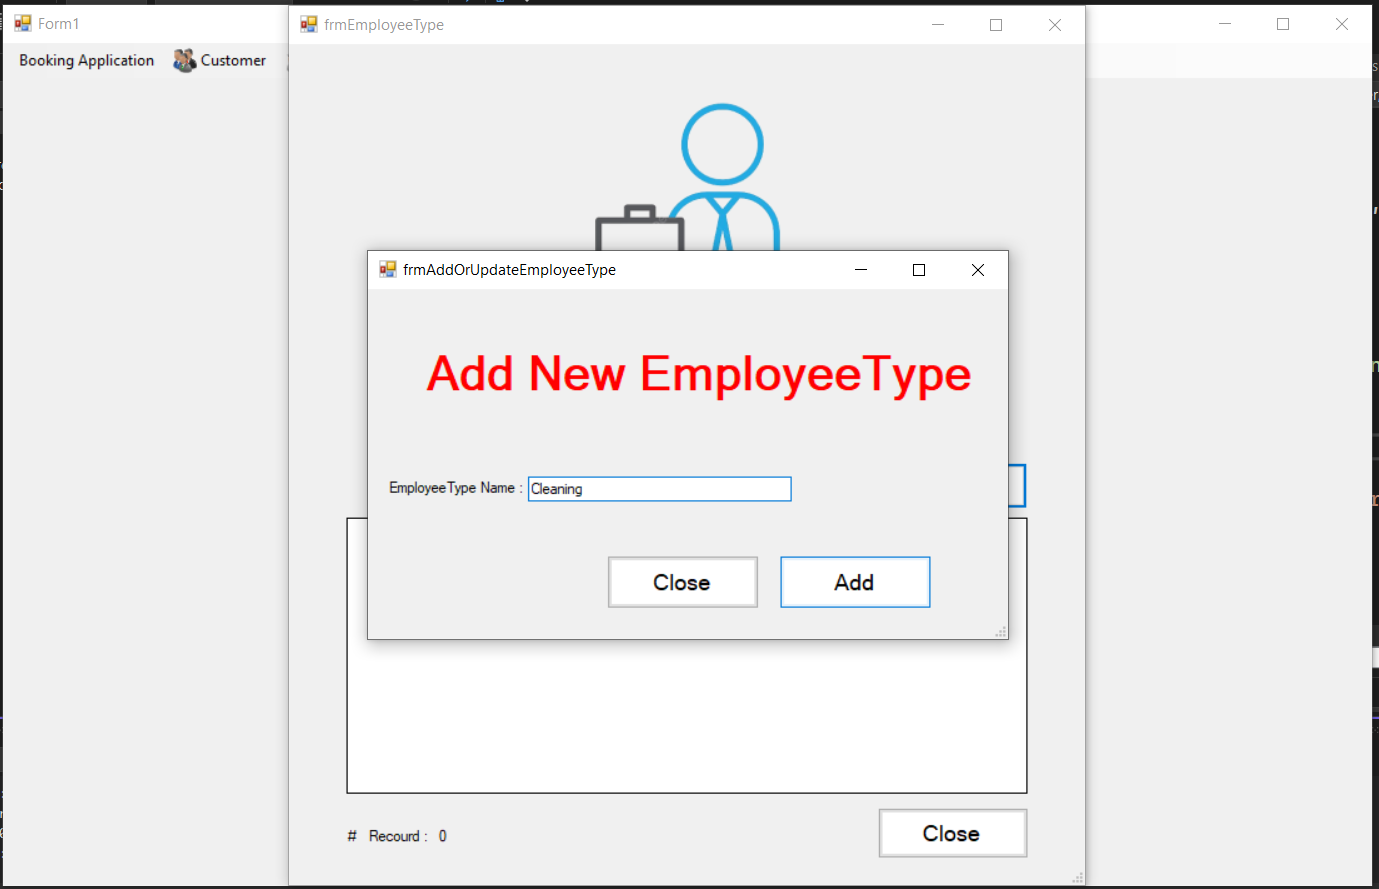 Form1
frmEmployeeType
Booking Application
Customer
frmAddOrUpdateEmployeeType
Add New EmployeeType
EmployeeType Name :
Cleaning
Close
Add
# Recourd : 0
Close